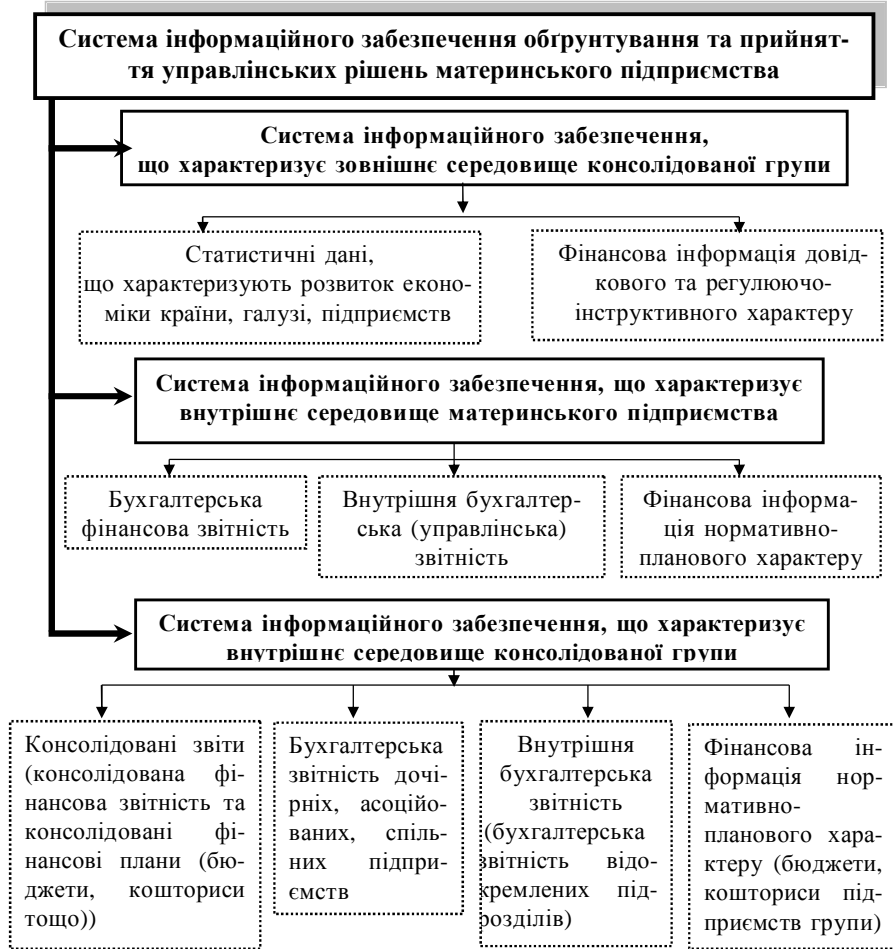 Система інформаційного забезпечення обґрунтування та прийнят-
тя управлінських рішень материнського підприємства
Система інформаційного забезпечення,
що характеризує зовнішнє середовище консолідованої групи
Статистичні дані,
що характеризують розвиток еконо-
міки країни, галузі, підприємств
Фінансова інформація довід-
кового та регулюючо-
інструктивного характеру
Система інформаційного забезпечення, що характеризує
внутрішнє середовище материнського підприємства
Бухгалтерська
фінансова звітність
Внутрішня бухгалтер-
ська (управлінська)
звітність
Фінансова інформа-
ція нормативно-
планового характеру
Система інформаційного забезпечення, що характеризує
внутрішнє середовище консолідованої групи
Консолідовані звіти
(консолідована фі-
нансова звітність та
консолідовані фі-
нансові плани (бю-
джети, кошториси
тощо))
Бухгалтерська
звітність дочі-
рніх, асоційо-
ваних, спіль-
них підпри-
ємств
Внутрішня
бухгалтерська
звітність
(бухгалтерська
звітність відо-
кремлених під-
розділів)
Фінансова ін-
формація нор-
мативно-
планового хара-
ктеру (бюджети,
кошториси під-
приємств групи)